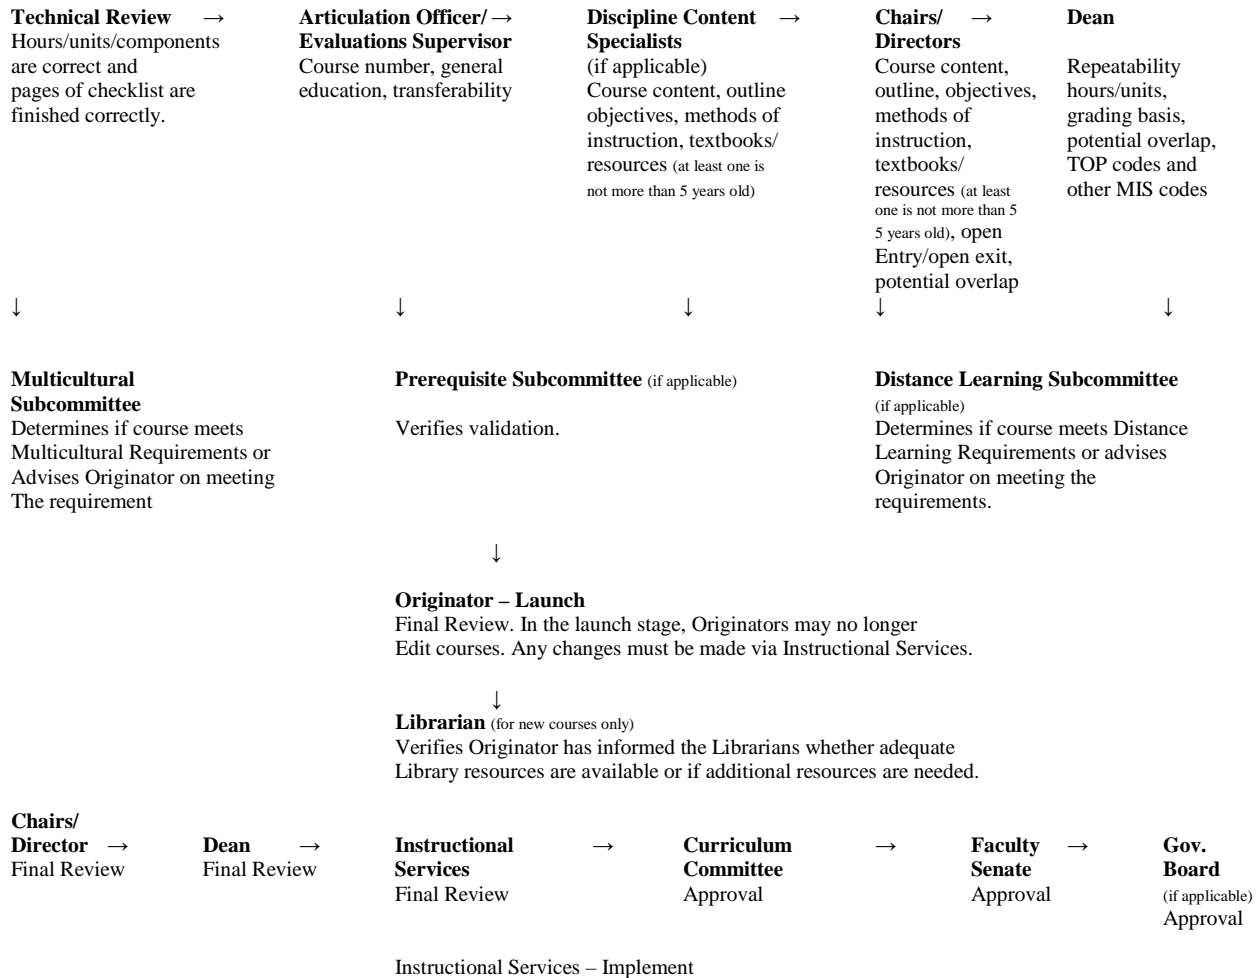 Technical Review →
Hours/units/components
are correct and
pages of checklist are
finished correctly.
Articulation Officer/ →
Evaluations Supervisor
Course number, general
education, transferability
Discipline Content →
Specialists
(if applicable)
Course content, outline
objectives, methods of
instruction, textbooks/
resources (at least one is
not more than 5 years old)
Chairs/ →
Directors
Course content,
outline, objectives,
methods of
instruction,
textbooks/
resources (at least
one is not more than 5
5 years old), open
Entry/open exit,
potential overlap
Dean
Repeatability
hours/units,
grading basis,
potential overlap,
TOP codes and
other MIS codes
↓ ↓ ↓ ↓ ↓
Multicultural
Subcommittee
Determines if course meets
Multicultural Requirements or
Advises Originator on meeting
The requirement
Prerequisite Subcommittee (if applicable)
Verifies validation.
Distance Learning Subcommittee
(if applicable)
Determines if course meets Distance
Learning Requirements or advises
Originator on meeting the
requirements.
↓
Originator – Launch
Final Review. In the launch stage, Originators may no longer
Edit courses. Any changes must be made via Instructional Services.
↓
Librarian (for new courses only)
Verifies Originator has informed the Librarians whether adequate
Library resources are available or if additional resources are needed.
Chairs/
Director →
Final Review
Dean →
Final Review
Instructional →
Services
Final Review
Curriculum →
Committee
Approval
Faculty →
Senate
Approval
Gov.
Board
(if applicable)
Approval
Instructional Services – Implement